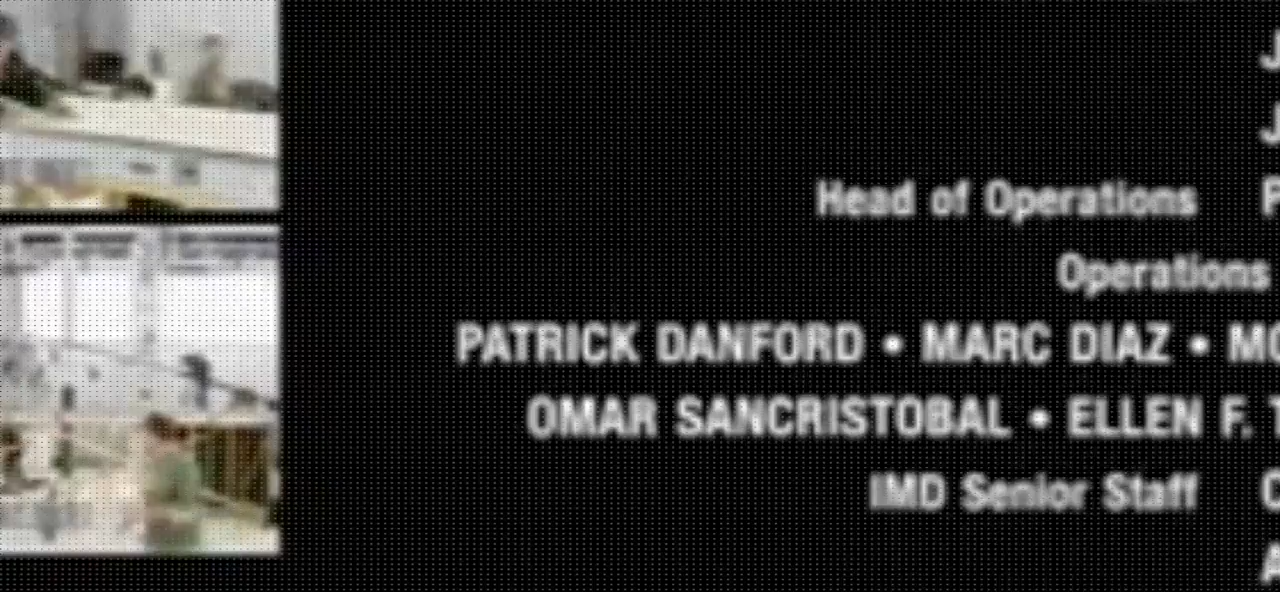 Head of Operations
Operations
PATRICK DANFORD • MARC DIAZ •
OMAR SANCRISTOBAL • ELLEN F.
IMD Senior Staff